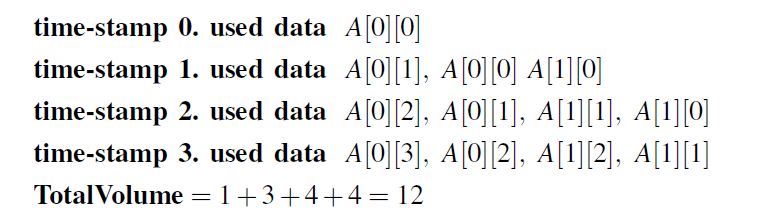 time-stamp 0. used data A[0][0]
time-stamp 1. used data A[0][1], A[0][0] A[1][0]
time-stamp 2. used data A[0][2], A[0][1], A[1][1], A[1][0]
time-stamp 3. used data A[0][3], A[0][2], A[1][2], A[1][1]
TotalVolume = 1+3+4+4 = 12